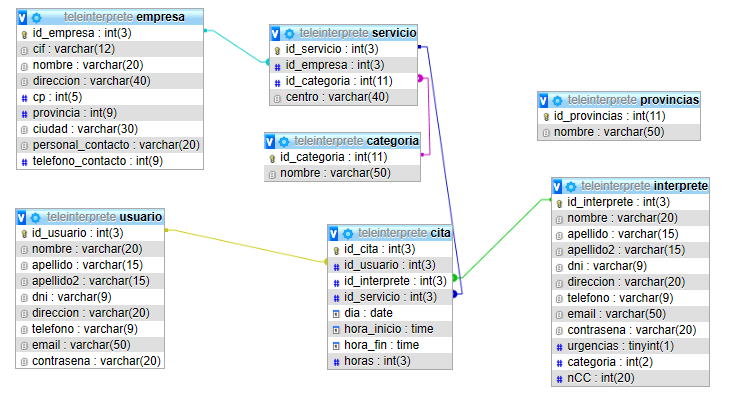 teleinterprete empresa
id_empresa : int(3)
cif : varchar(12)
nombre : varchar(20)
direccion : varchar(40)
cp : int(5)
provincia : int(9)
ciudad : varchar(30)
personal_contacto : varchar(20)
telefono_contacto : int(9)
teleinterprete servicio
id_servicio : int(3)
id_empresa : int(3)
id_categoria : int(11)
centro : varchar(40)
teleinterprete categoria
id_categoria : int(11)
nombre : varchar(50)
teleinterprete provincias
id_provincias : int(11)
nombre : varchar(50)
teleinterprete usuario
id_usuario : int(3)
nombre : varchar(20)
apellido : varchar(15)
apellido2 : varchar(15)
dni : varchar(9)
direccion : varchar(20)
telefono : varchar(9)
email : varchar(50)
contrasena : varchar(20)
teleinterprete cita
id_cita : int(3)
id_usuario : int(3)
id_interprete : int(3)
id_servicio : int(3)
dia : date
hora_inicio : time
hora_fin : time
horas : int(3)
teleinterprete interprete
id_interprete : int(3)
nombre : varchar(20)
apellido : varchar(15)
apellido2 : varchar(15)
dni : varchar(9)
direccion : varchar(20)
telefono : varchar(9)
email : varchar(50)
contrasena : varchar(20)
urgencias : tinyint(1)
categoria : int(2)
nCC : int(20)